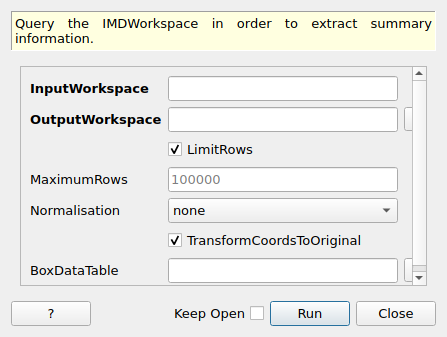 Query the IMDWorkspace in order to extract summary
information.
InputWorkspace
OutputWorkspace
LimitRows
MaximumRows 100000
Normalisation none
TransformCoordsToOriginal
BoxDataTable
? Keep Open Run Close